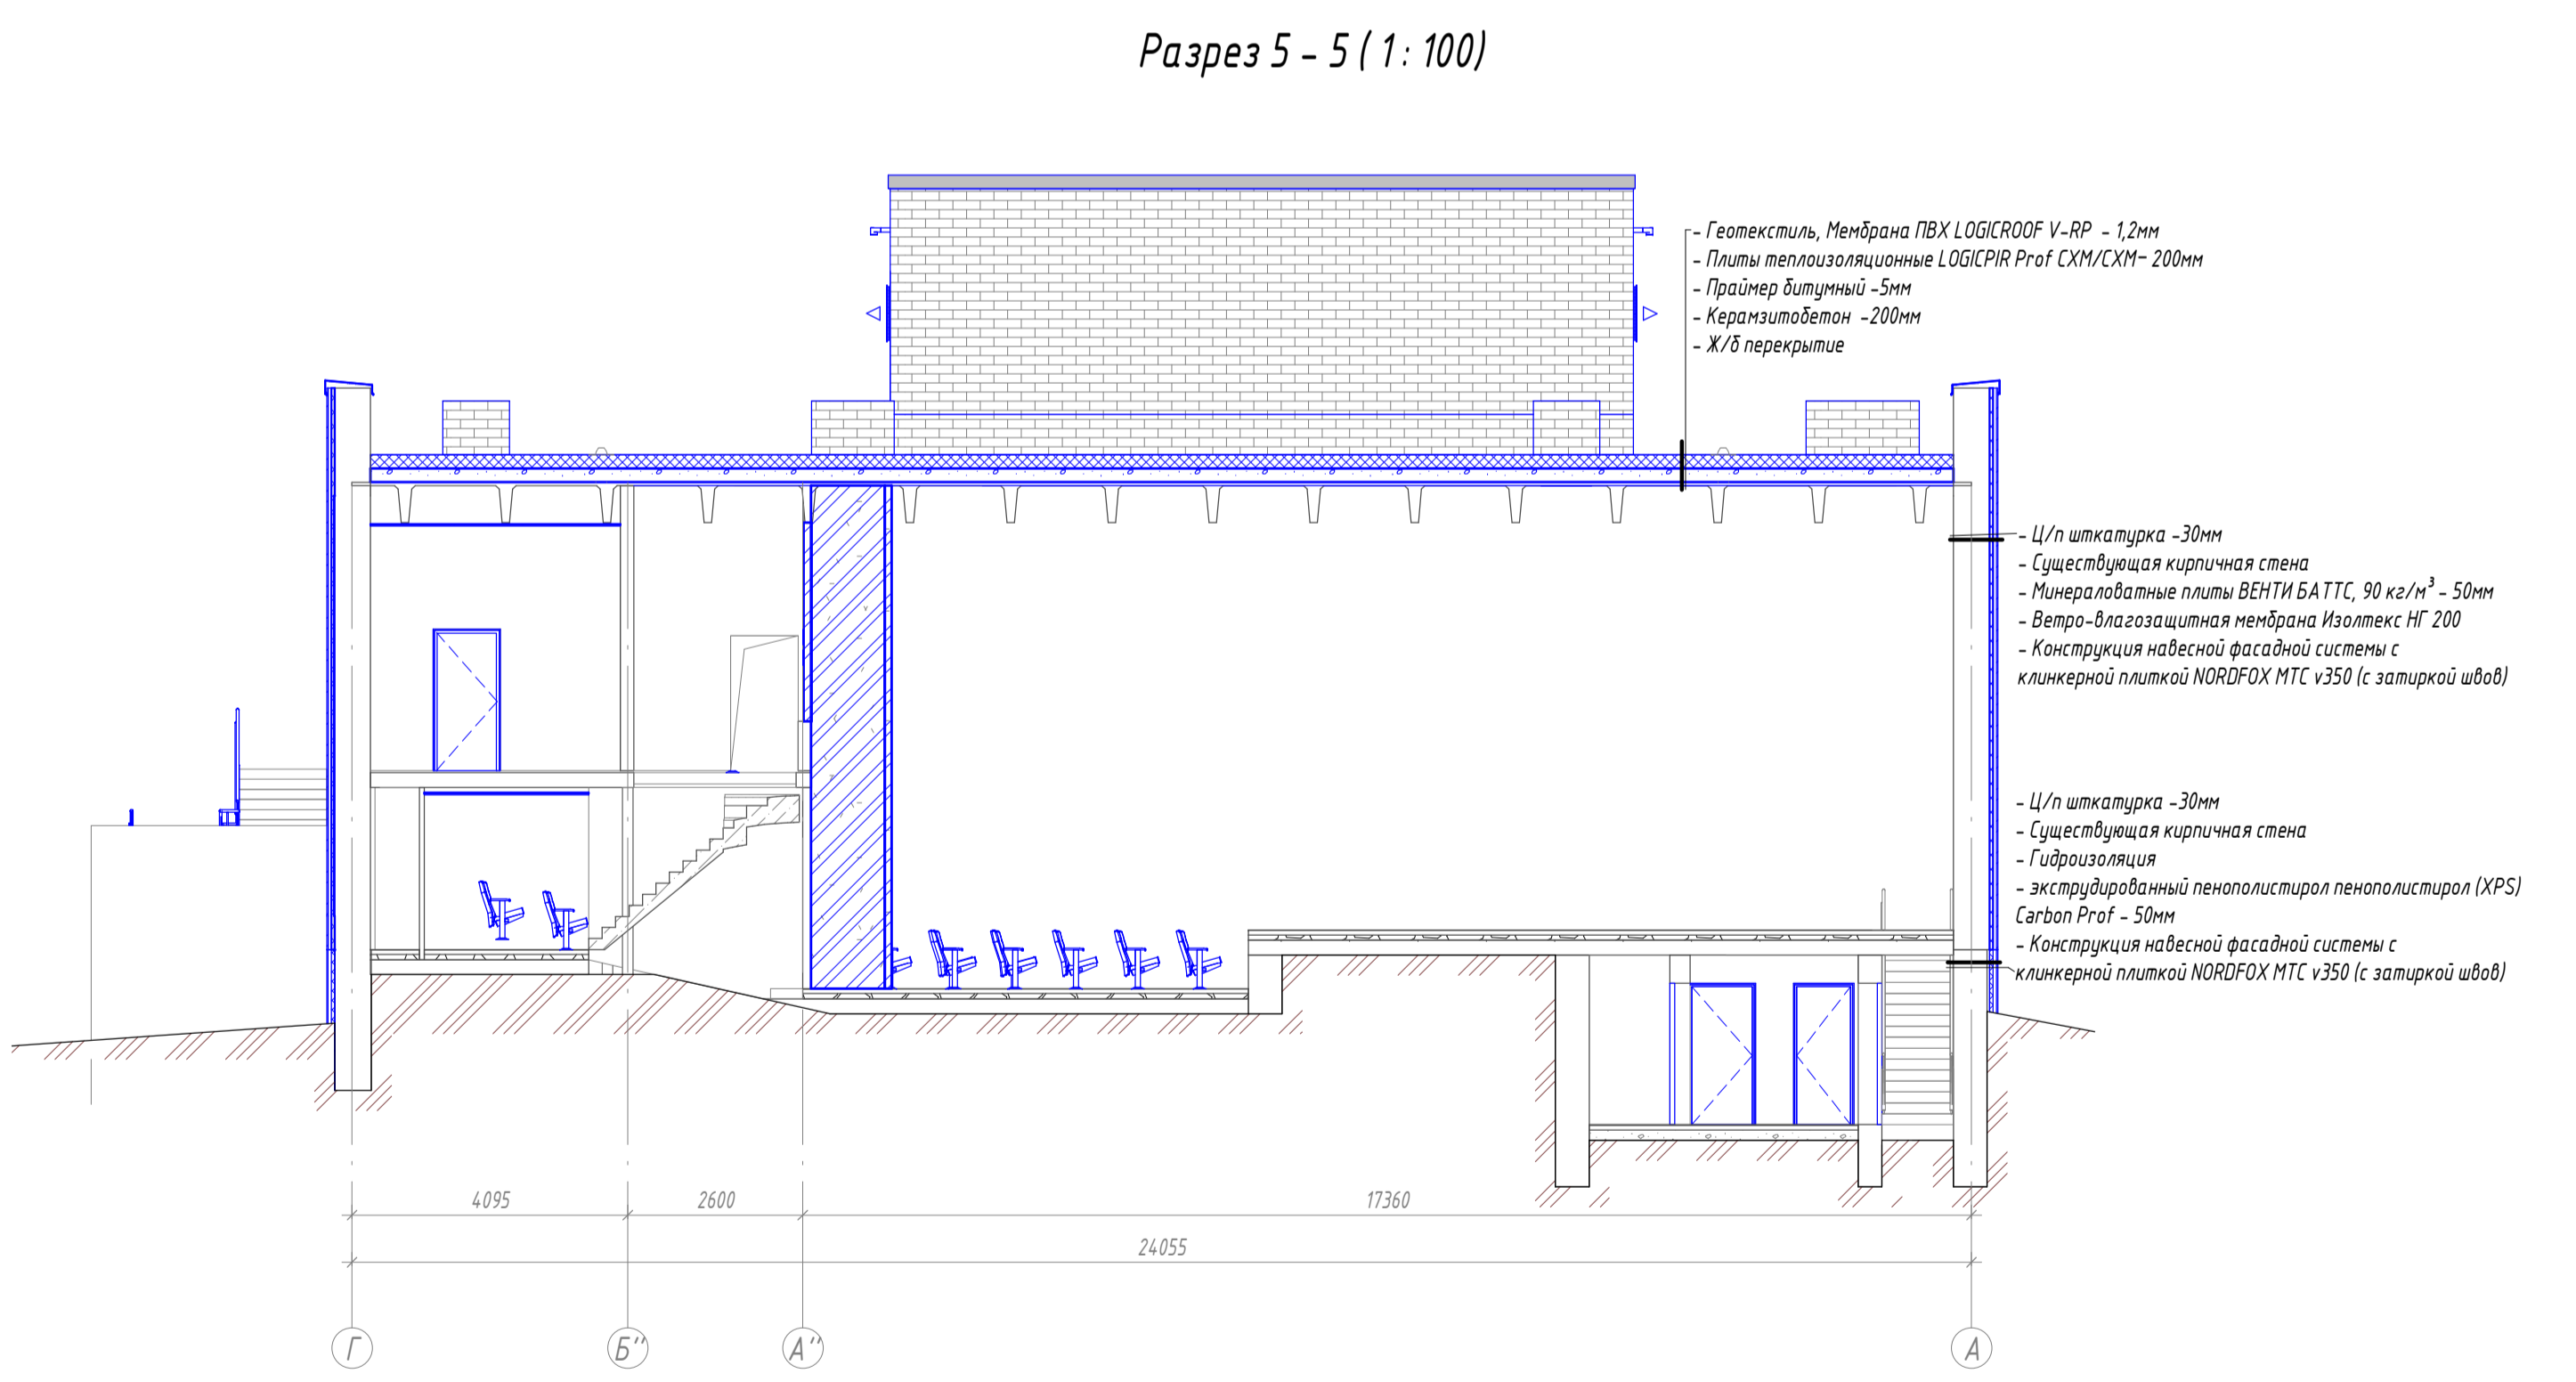 Разрез 5 - 5 ( 1 : 100)
- Геотекстиль, Мембрана ПВХ LOGICROOF V-RP - 1,2мм
- Плиты теплоизоляционные LOGICPIR Prof СХМ/СХМ- 200мм
- Праймер битумный -5мм
- Керамзитобетон -200мм
- Ж/б перекрытие
- Ц/п шткатурка -30мм
- Существующая кирпичная стена
- Минераловатные плиты ВЕНТИ БАТТС, 90 кг/м³ - 50мм
- Ветро-влагозащитная мембрана Изолтекс НГ 200
- Конструкция навесной фасадной системы с
клинкерной плиткой NORDFOX МТС v350 (с затиркой швов)
- Ц/п шткатурка -30мм
- Существующая кирпичная стена
- Гидроизоляция
- экструдированный пенополистирол пенополистирол (XPS)
Carbon Prof - 50мм
- Конструкция навесной фасадной системы с
клинкерной плиткой NORDFOX МТС v350 (с затиркой швов)
4095 2600 17360
24055
Г Б'' А'' А